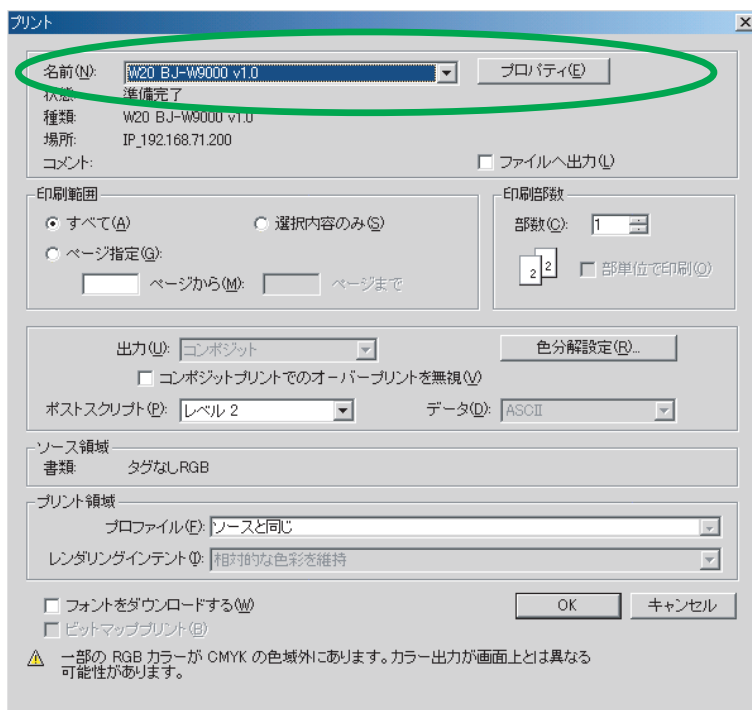 プリント
名前(N): W20 BJ-W9000 v1.0 プロパティ(E)
状態: 準備完了
種類: W20 BJ-W9000 v1.0
場所: IP_192.168.71.200
コメント: ファイルへ出力(L)
印刷範囲 印刷部数
すべて(A) 選択内容のみ(S) 部数(C): 1
ページ指定(G):
ページから(M): ページまで 2 2 部単位で印刷(O)
出力(U): コンポジット 色分解設定(R)...
コンポジットプリントでのオーバープリントを無視(V)
ポストスクリプト(P): レベル 2 データ(D): ASCII
ソース領域
書類: タグなしRGB
プリント領域
プロファイル(F): ソースと同じ
レンダリングインテント(I): 相対的な色彩を維持
フォントをダウンロードする(W) OK キャンセル
ビットマッププリント(B)
一部の RGB カラーが CMYK の色域外にあります。カラー出力が画面上とは異なる
可能性があります。